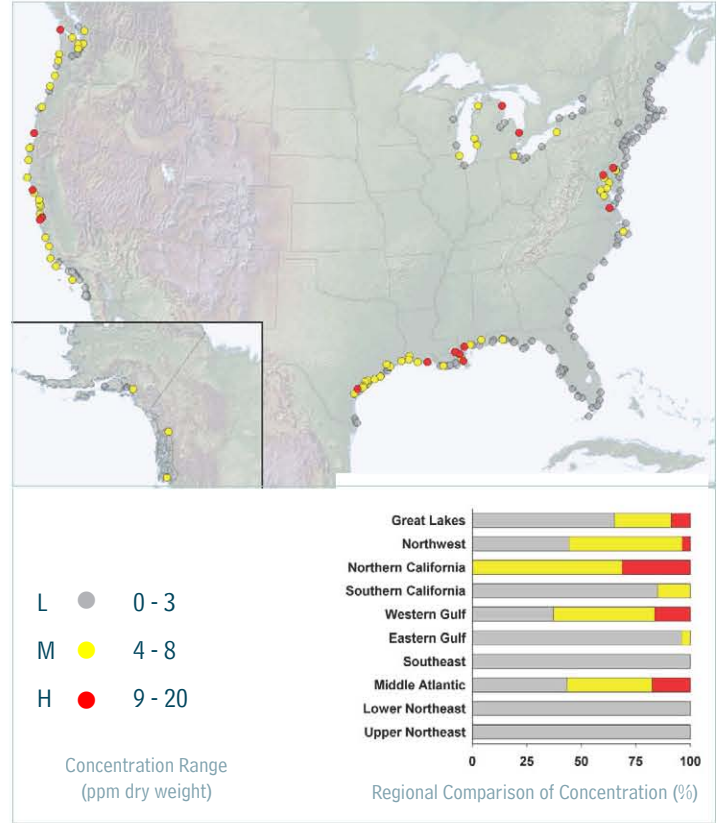 L 0 - 3
M 4 - 8
H 9 - 20
Concentration Range
(ppm dry weight)
Great Lakes
Northwest
Northern California
Southern California
Western Gulf
Eastern Gulf
Southeast
Middle Atlantic
Lower Northeast
Upper Northeast
0 25 50 75 100
Regional Comparison of Concentration (%)